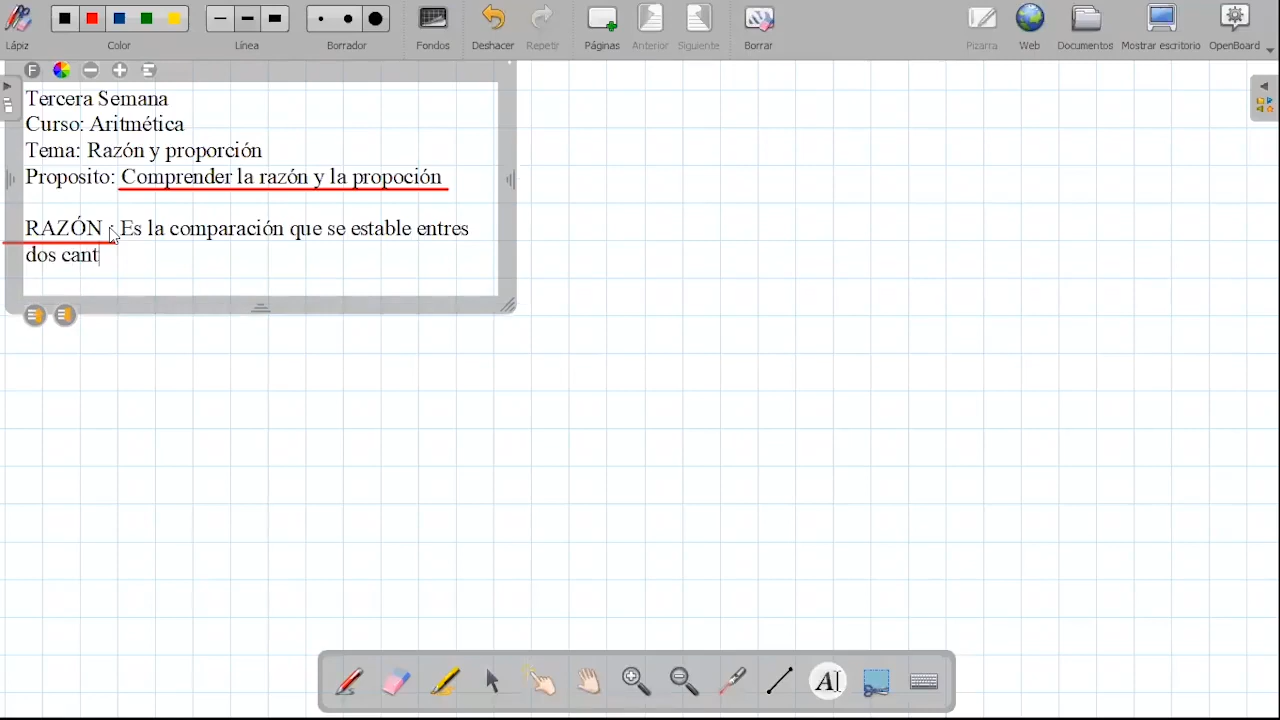 Lápiz Color Línea Borrador Fondos Deshacer Repetir Páginas Anterior Siguiente Borrar Pizarra Web Documentos Mostrar escritorio OpenBoard
F
Tercera Semana
Curso: Aritmética
Tema: Razón y proporción
Proposito: Comprender la razón y la propoción
RAZÓN : Es la comparación que se estable entres
dos cant
AI